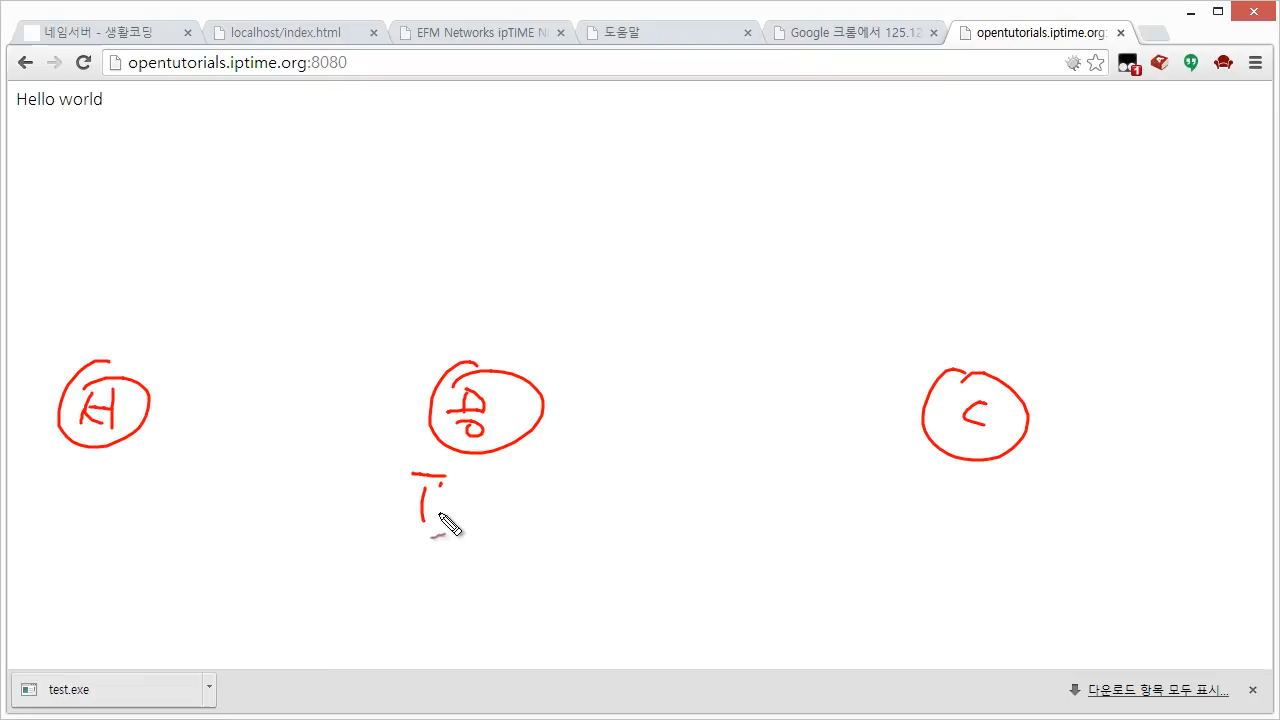 네임서버 - 생활코딩
localhost/index.html
EFM Networks ipTIME N
도움말
Google 크롬에서 125.12
opentutorials.iptime.org:
opentutorials.iptime.org:8080
1
Hello world
C
test.exe
다운로드 항목 모두 표시...